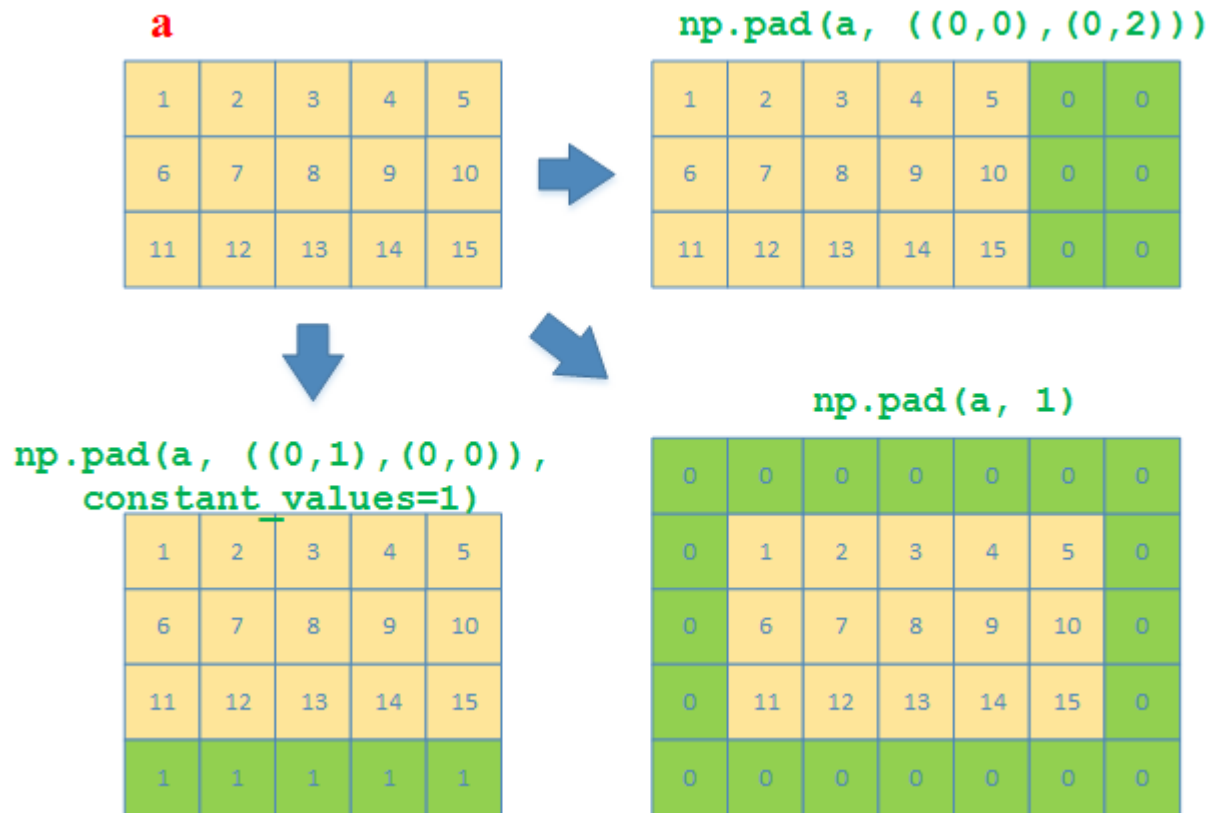 a
1 2 3 4 5
6 7 8 9 10
11 12 13 14 15
np.pad(a, ((0,0),(0,2)))
1 2 3 4 5 0 0
6 7 8 9 10 0 0
11 12 13 14 15 0 0
np.pad(a, ((0,1),(0,0)),
constant_values=1)
1 2 3 4 5
6 7 8 9 10
11 12 13 14 15
1 1 1 1 1
np.pad(a, 1)
0 0 0 0 0 0 0
0 1 2 3 4 5 0
0 6 7 8 9 10 0
0 11 12 13 14 15 0
0 0 0 0 0 0 0